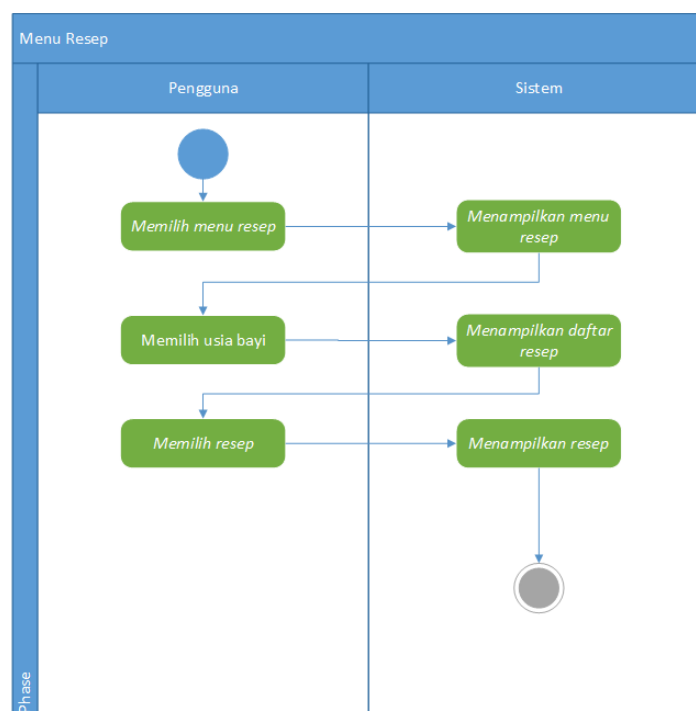 Menu Resep
Pengguna
Sistem
Memilih menu resep
Menampilkan menu
resep
Memilih usia bayi
Menampilkan daftar
resep
Memilih resep
Menampilkan resep
Phase